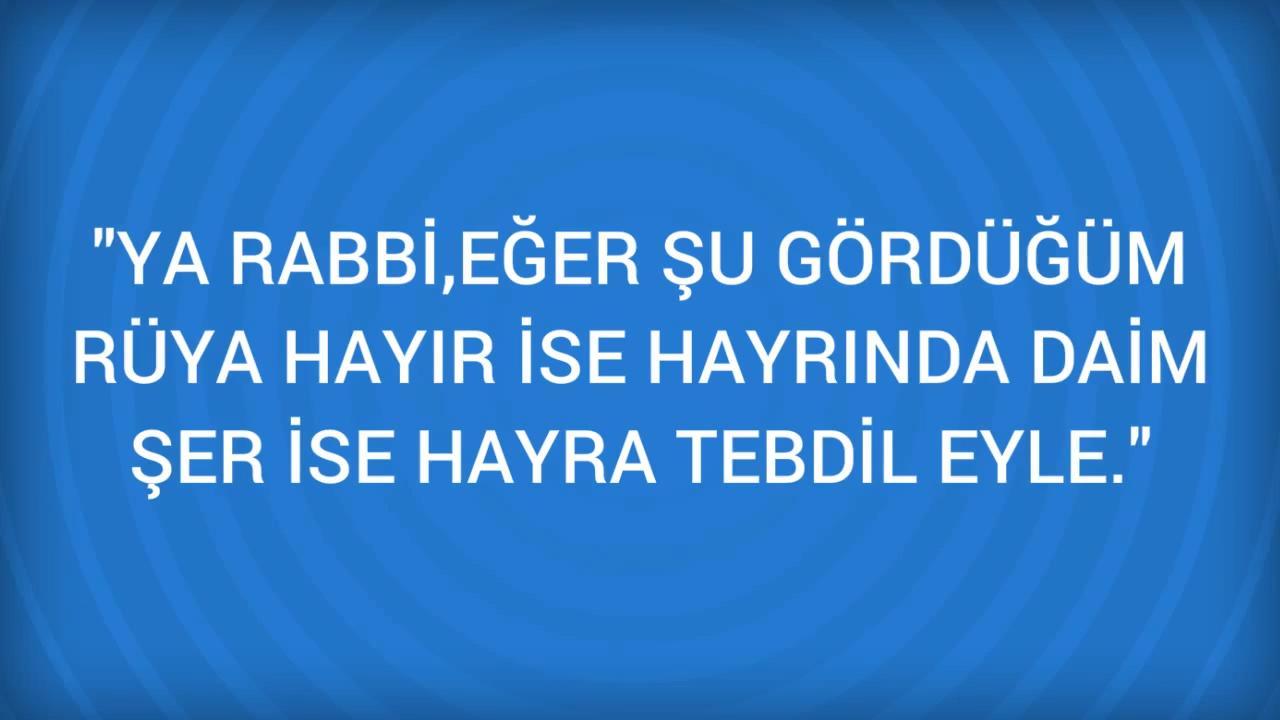 "YA RABBİ,EĞER ŞU GÖRDÜĞÜM
RÜYA HAYIR İSE HAYRINDA DAİM
ŞER İSE HAYRA TEBDİL EYLE."